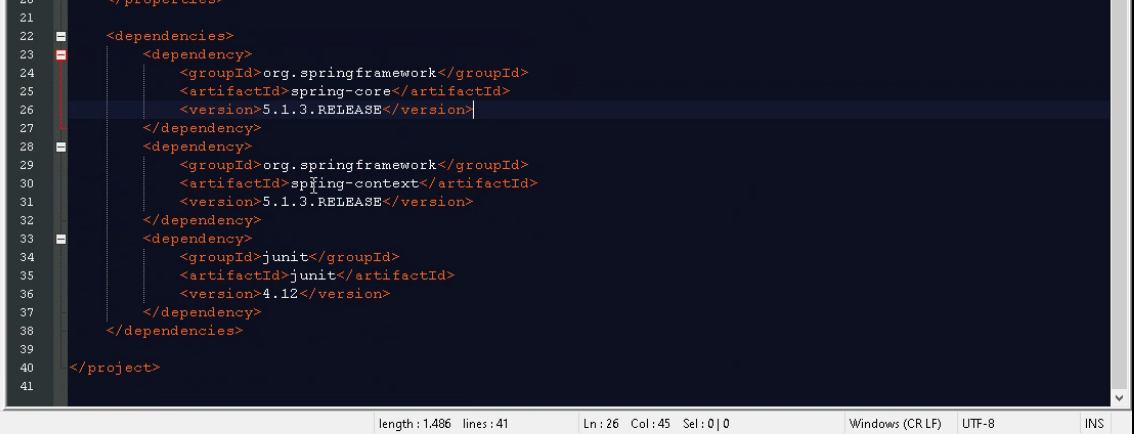 20 </properties>
21
22 <dependencies>
23 <dependency>
24 <groupId>org.springframework</groupId>
25 <artifactId>spring-core</artifactId>
26 <version>5.1.3.RELEASE</version>
27 </dependency>
28 <dependency>
29 <groupId>org.springframework</groupId>
30 <artifactId>spring-context</artifactId>
31 <version>5.1.3.RELEASE</version>
32 </dependency>
33 <dependency>
34 <groupId>junit</groupId>
35 <artifactId>junit</artifactId>
36 <version>4.12</version>
37 </dependency>
38 </dependencies>
39
40 </project>
41
length : 1.486 lines : 41 Ln : 26 Col : 45 Sel : 0 | 0 Windows (CR LF) UTF-8 INS